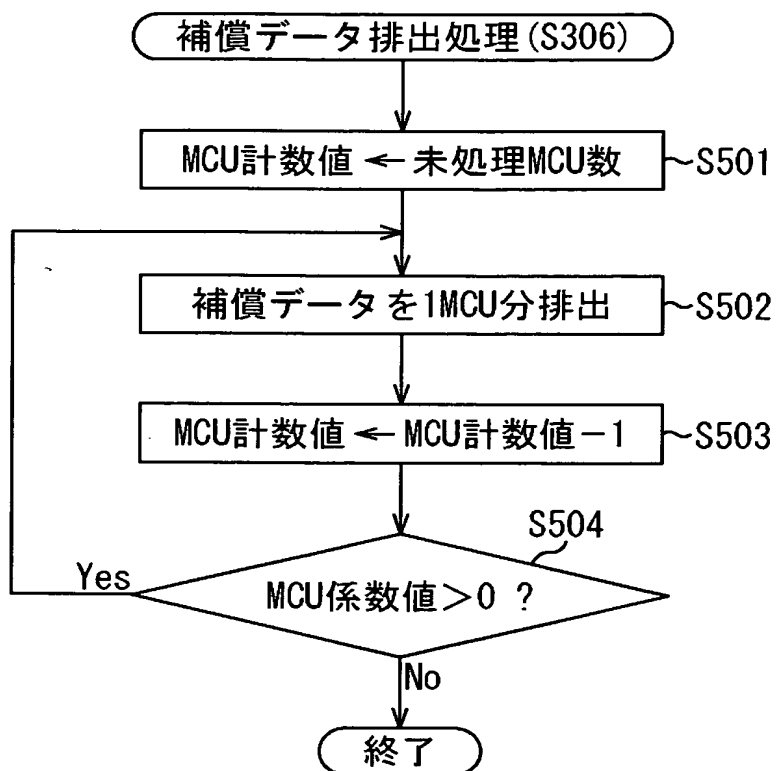 補償データ排出処理(S306)
MCU計数値←未処理MCU数
S501
補償データを1MCU分排出
S502
MCU計数値←MCU計数値−1
S503
S504
MCU係数値>0 ?
Yes
No
終了